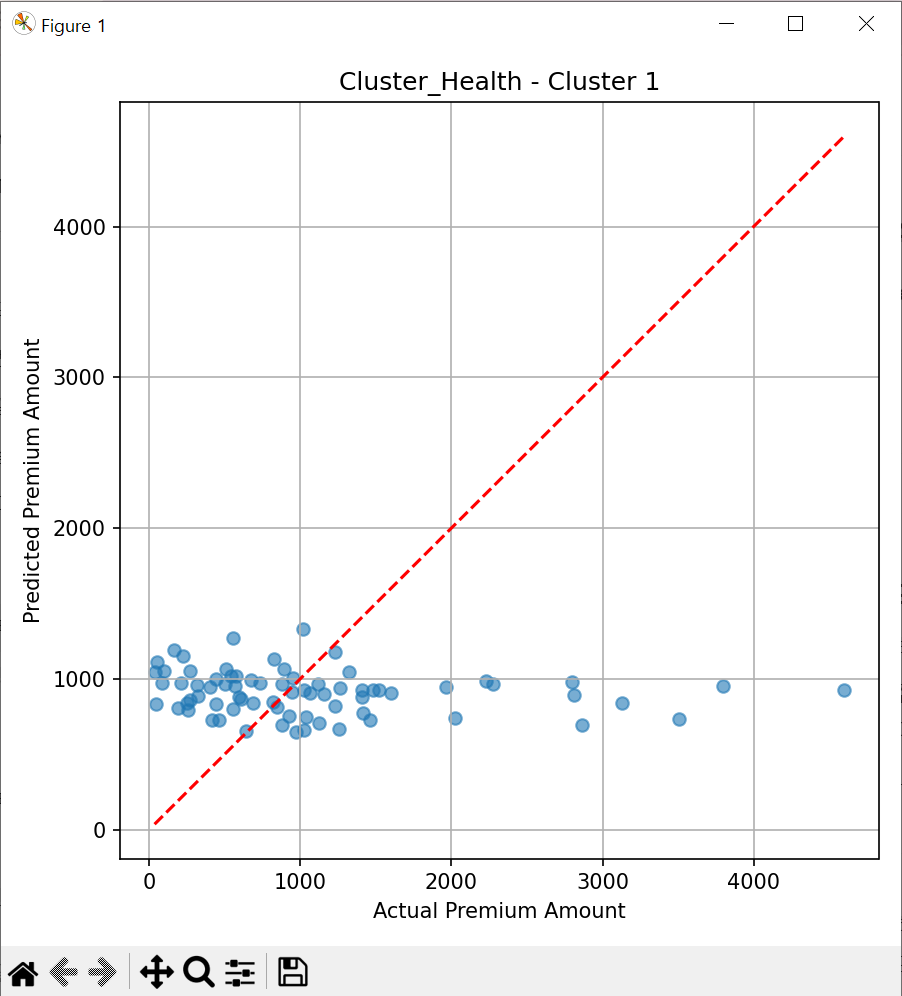 Figure 1
Cluster_Health - Cluster 1
4000
3000
2000
1000
0
Predicted Premium Amount
0 1000 2000 3000 4000
Actual Premium Amount